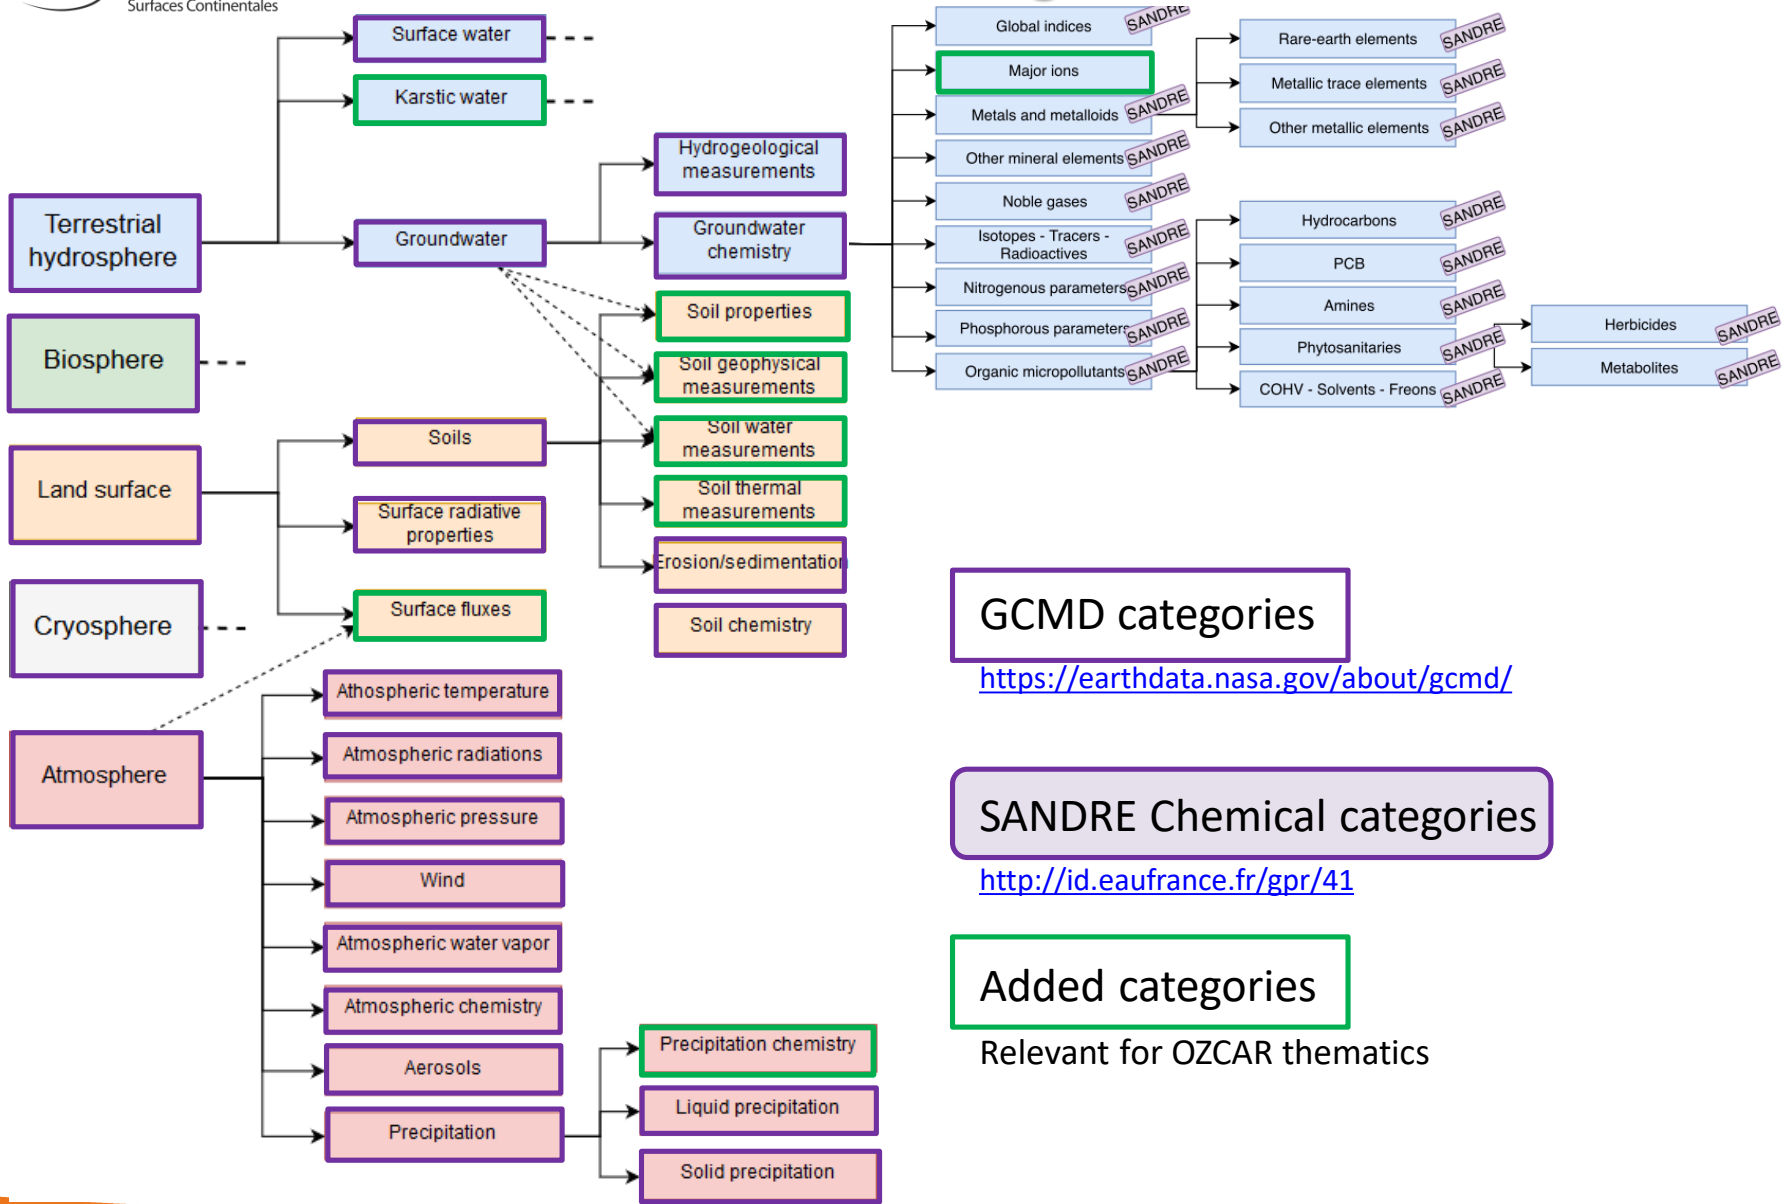 Surfaces Continentales
Surface water
Karstic water
Terrestrial
hydrosphere
Groundwater
Hydrogeological
measurements
Groundwater
chemistry
Global indices
SANDRE
Major ions
Metals and metalloids
SANDRE
Other mineral elements
SANDRE
Noble gases
SANDRE
Isotopes - Tracers -
Radioactives
SANDRE
Nitrogenous parameters
SANDRE
Phosphorous parameters
SANDRE
Organic micropollutants
SANDRE
Rare-earth elements
SANDRE
Metallic trace elements
SANDRE
Other metallic elements
SANDRE
Hydrocarbons
SANDRE
PCB
SANDRE
Amines
SANDRE
Phytosanitaries
SANDRE
COHV - Solvents - Freons
SANDRE
Herbicides
SANDRE
Metabolites
SANDRE
Biosphere
Land surface
Soils
Surface radiative
properties
Surface fluxes
Soil properties
Soil geophysical
measurements
Soil water
measurements
Soil thermal
measurements
Erosion/sedimentation
Soil chemistry
Cryosphere
Atmosphere
Athospheric temperature
Atmospheric radiations
Atmospheric pressure
Wind
Atmospheric water vapor
Atmospheric chemistry
Aerosols
Precipitation
Precipitation chemistry
Liquid precipitation
Solid precipitation
GCMD categories
https://earthdata.nasa.gov/about/gcmd/
SANDRE Chemical categories
http://id.eaufrance.fr/gpr/41
Added categories
Relevant for OZCAR thematics